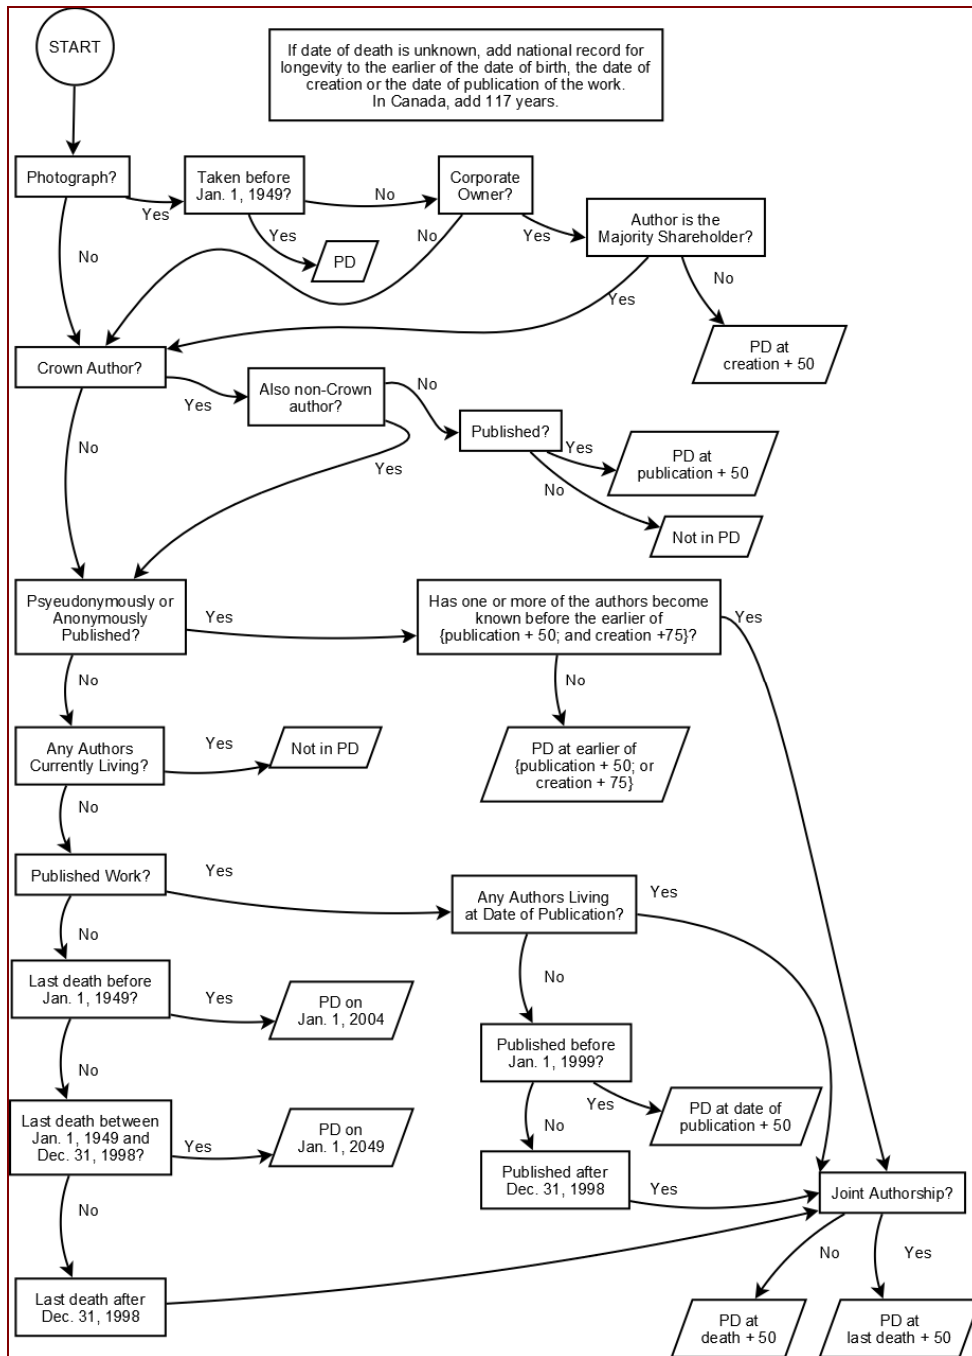 START
If date of death is unknown, add national record for
longevity to the earlier of the date of birth, the date of
creation or the date of publication of the work.
In Canada, add 117 years.
Photograph?
Yes
Taken before
Jan. 1, 1949?
No
Corporate
Owner?
No
Yes
PD
No
Yes
Author is the
Majority Shareholder?
Yes
No
PD at
creation + 50
Crown Author?
Yes
Also non-Crown
author?
No
Published?
Yes
PD at
publication + 50
No
Yes
No
Not in PD
Psyeudonymously or
Anonymously
Published?
Yes
Has one or more of the authors become
known before the earlier of
{publication + 50; and creation +75}?
Yes
No
No
PD at earlier of
{publication + 50; or
creation + 75}
Any Authors
Currently Living?
Yes
Not in PD
No
Published Work?
Yes
Any Authors Living
at Date of Publication?
Yes
No
No
Last death before
Jan. 1, 1949?
Yes
PD on
Jan. 1, 2004
Published before
Jan. 1, 1999?
Yes
PD at date of
publication + 50
No
No
Last death between
Jan. 1, 1949 and
Dec. 31, 1998?
Yes
PD on
Jan. 1, 2049
Published after
Dec. 31, 1998
Yes
Joint Authorship?
No
No
Yes
Last death after
Dec. 31, 1998
PD at
death + 50
PD at
last death + 50